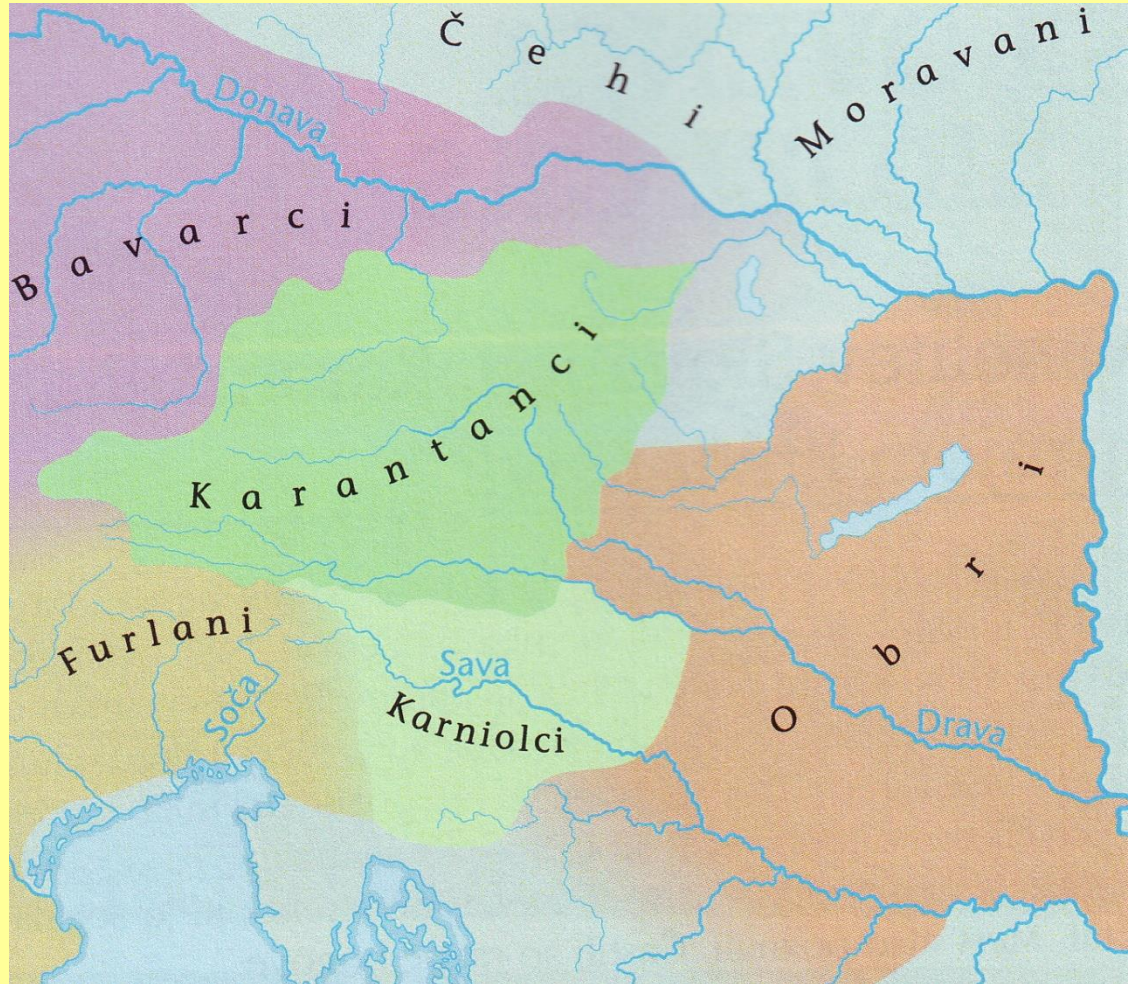 Čehi
Moravani
Donava
Bavarci
Karantanci
Obri
Furlani
Sava
Soča
Karniolci
Drava